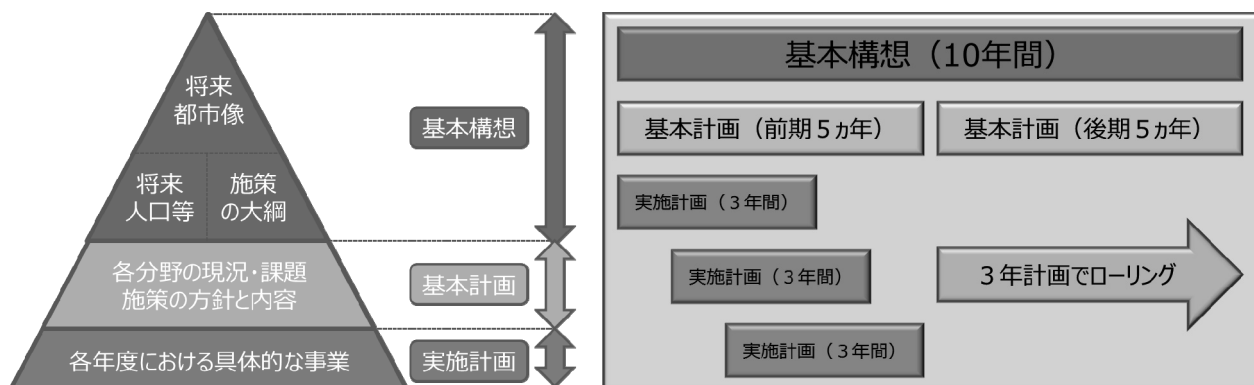 将来
都市像
将来
人口等
施策
の大綱
各分野の現況・課題
施策の方針と内容
各年度における具体的な事業
基本構想
基本計画
実施計画
基本構想（10年間）
基本計画（前期５ヵ年）
基本計画（後期５ヵ年）
実施計画（３年間）
実施計画（３年間）
実施計画（３年間）
３年計画でローリング